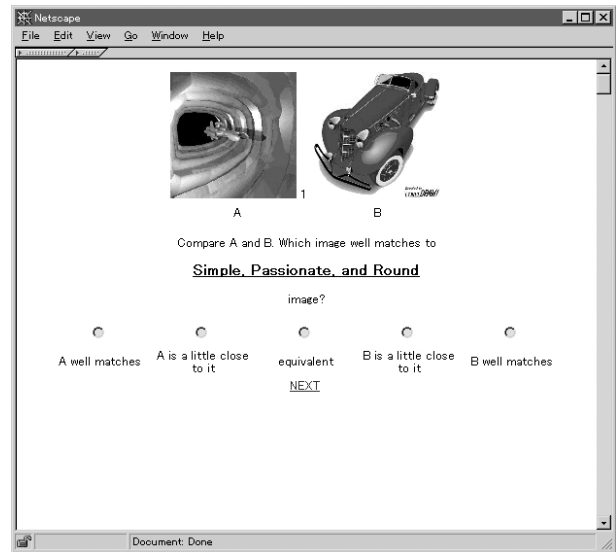 Netscape
File Edit View Go Window Help
1
A B
Compare A and B. Which image well matches to
Simple, Passionate, and Round
image?
A well matches
A is a little close
to it
equivalent
B is a little close
to it
B well matches
NEXT
Document: Done